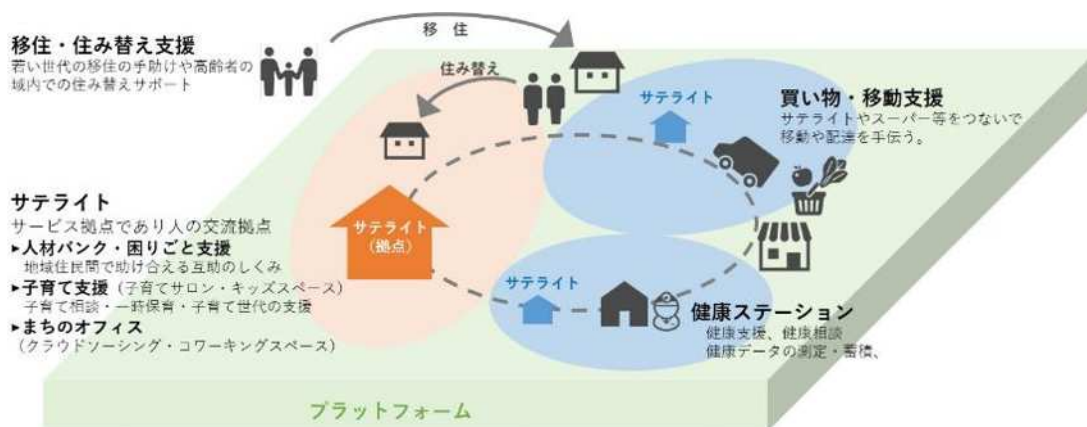 移住・住み替え支援
若い世代の移住の手助けや高齢者の
域内での住み替えサポート
移 住
住み替え
サテライト
買い物・移動支援
サテライトやスーパー等をつないで
移動や配達を手伝う。
サテライト
サービス拠点であり人の交流拠点
▶人材バンク・困りごと支援
地域住民間で助け合える互助のしくみ
▶子育て支援（子育てサロン・キッズスペース）
子育て相談・一時保育・子育て世代の支援
▶まちのオフィス
（クラウドソーシング・コワーキングスペース）
サテライト
（拠点）
サテライト
健康ステーション
健康支援、健康相談
健康データの測定・蓄積、
プラットフォーム